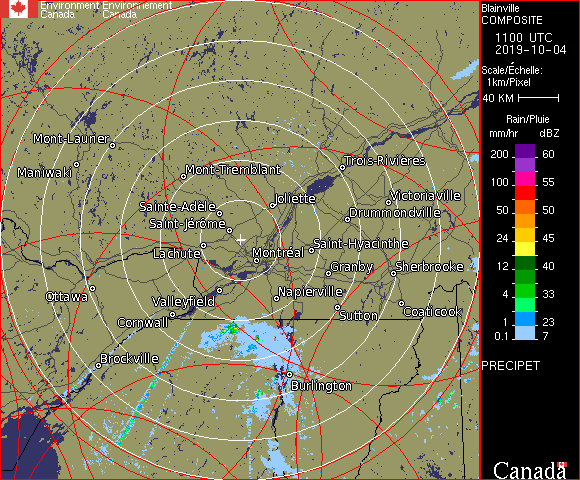 Environment Environnement
Canada Canada
Blainville
COMPOSITE
1100 UTC
2019-10-04
Scale/Échelle:
1km/Pixel
40 KM
Rain/Pluie
mm/hr dBZ
200 60
150 57
100 55
50 50
24 45
12 40
4 33
1 23
0.1 7
PRECIPET
Canada
Mont-Laurier
Maniwaki
Mont-Tremblant
Trois-Rivières
Joliette
Victoriaville
Sainte-Adèle
Drummondville
Saint-Jérôme
Saint-Hyacinthe
Lachute
Montréal
Granby
Sherbrooke
Ottawa
Napierville
Valleyfield
Coaticook
Sutton
Cornwall
Brockville
Burlington